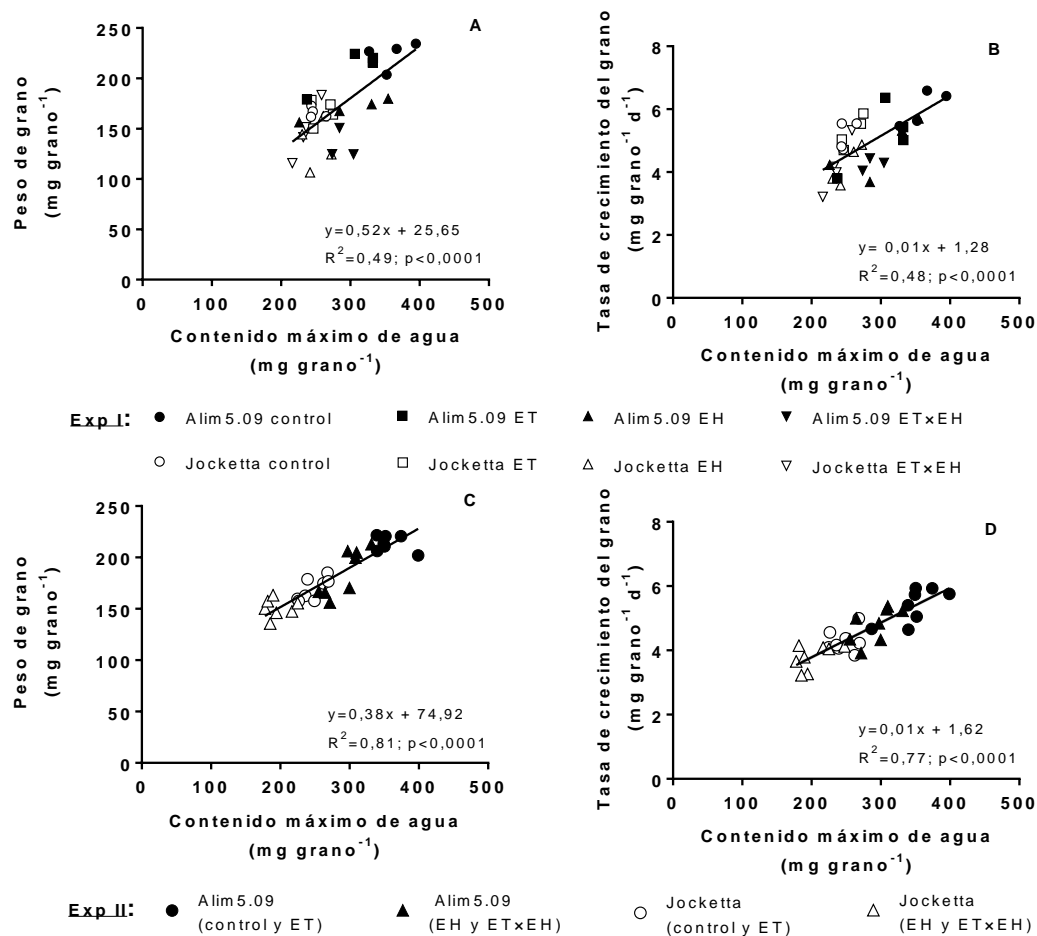 A
Peso de grano
(mg grano-1)
250
200
150
100
50
0
y=0,52x + 25,65
R2=0,49; p<0,0001
0 100 200 300 400 500
Contenido máximo de agua
(mg grano-1)
B
Tasa de crecimiento del grano
(mg grano-1 d-1)
8
6
4
2
0
y= 0,01x + 1,28
R2=0,48; p<0,0001
0 100 200 300 400 500
Contenido máximo de agua
(mg grano-1)
Exp I: Alim5.09 control Alim5.09 ET Alim5.09 EH Alim5.09 ET×EH
Jocketta control Jocketta ET Jocketta EH Jocketta ET×EH
C
Peso de grano
(mg grano-1)
250
200
150
100
50
0
y=0,38x + 74,92
R2=0,81; p<0,0001
0 100 200 300 400 500
Contenido máximo de agua
(mg grano-1)
D
Tasa de crecimiento del grano
(mg grano-1 d-1)
8
6
4
2
0
y=0,01x + 1,62
R2=0,77; p<0,0001
0 100 200 300 400 500
Contenido máximo de agua
(mg grano-1)
Exp II: Alim5.09 Alim5.09 Jocketta Jocketta
(control y ET) (EH y ET×EH) (control y ET) (EH y ET×EH)